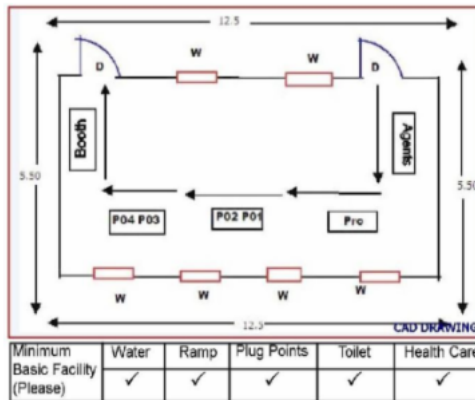 12.5
W
W
D
D
5.50
Booth
Agents
5.50
P04 P03
P02 P01
Pro
W
W
W
W
12.5
CAD DRAWING
Minimum Basic Facility (Please)
Water
Ramp
Plug Points
Toilet
Health Care
✓
✓
✓
✓
✓